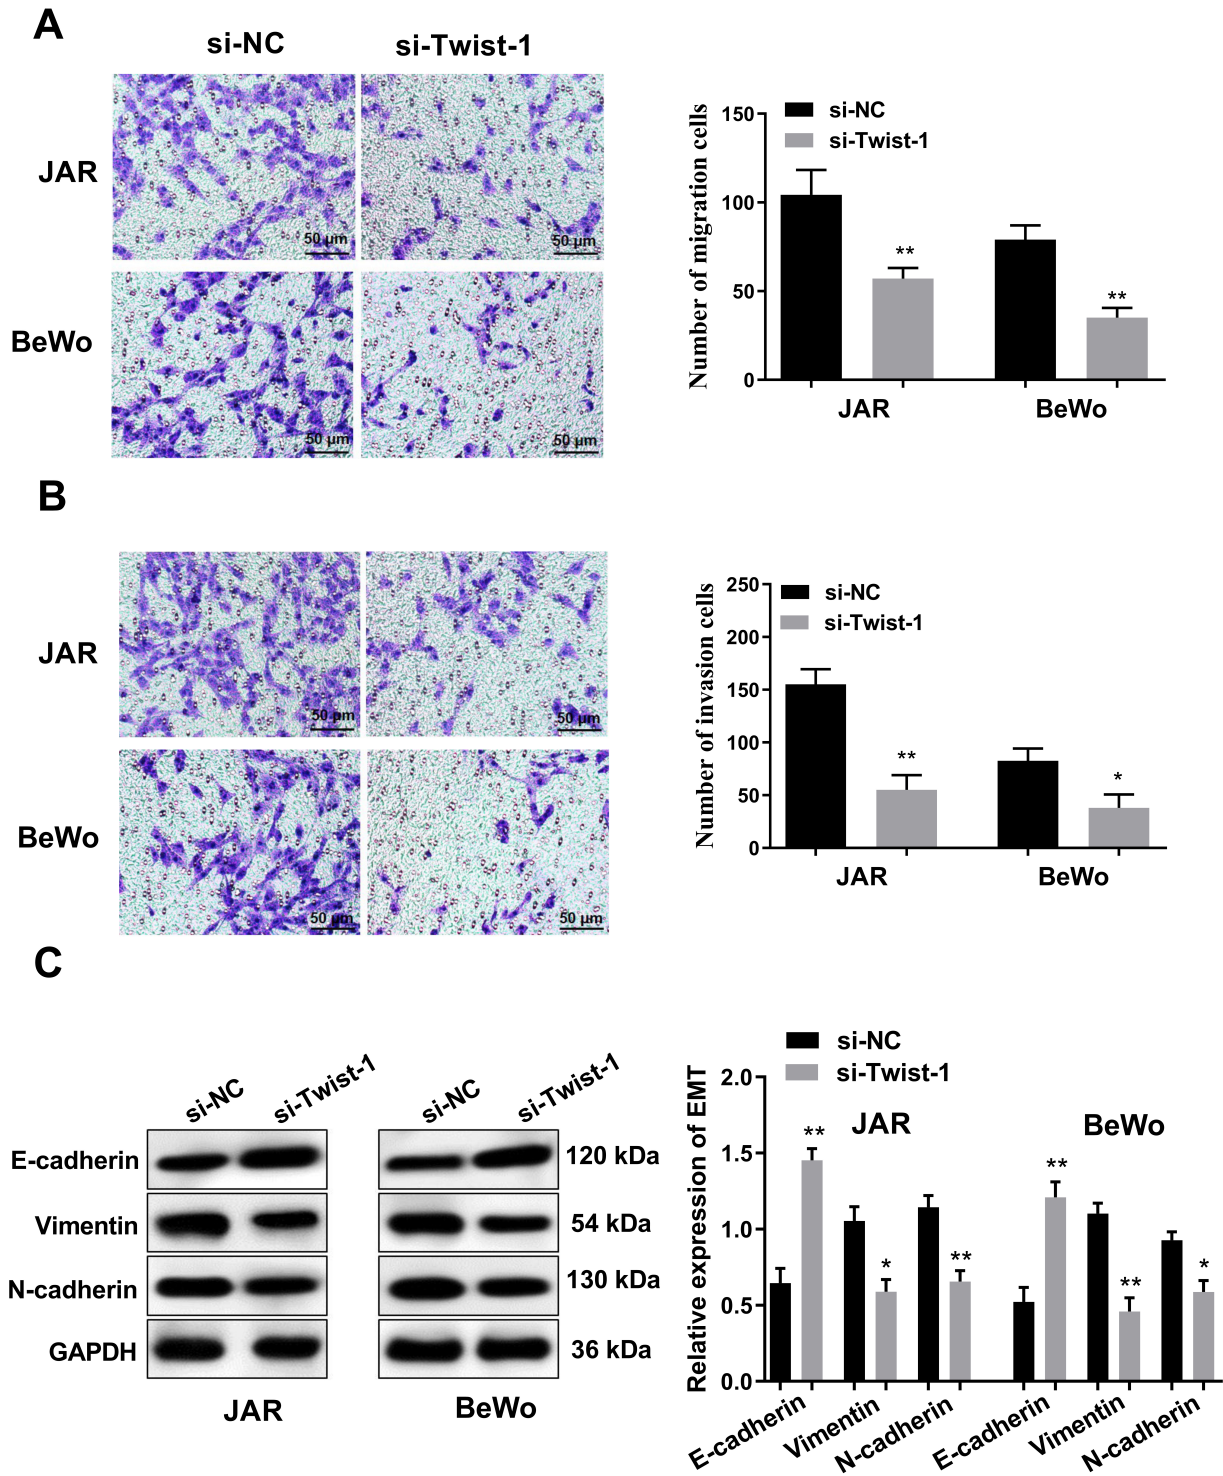 A
si-NC
si-Twist-1
JAR
BeWo
50 µm
50 µm
50 µm
50 µm
si-NC
si-Twist-1
Number of migration cells
150
100
50
0
**
**
JAR
BeWo
B
JAR
BeWo
50 µm
50 µm
50 µm
50 µm
si-NC
si-Twist-1
Number of invasion cells
250
200
150
100
50
0
**
*
JAR
BeWo
C
si-NC
si-Twist-1
si-NC
si-Twist-1
E-cadherin
120 kDa
Vimentin
54 kDa
N-cadherin
130 kDa
GAPDH
36 kDa
JAR
BeWo
si-NC
si-Twist-1
Relative expression of EMT
2.0
1.5
1.0
0.5
0.0
JAR
BeWo
**
*
**
**
**
*
E-cadherin
Vimentin
N-cadherin
E-cadherin
Vimentin
N-cadherin